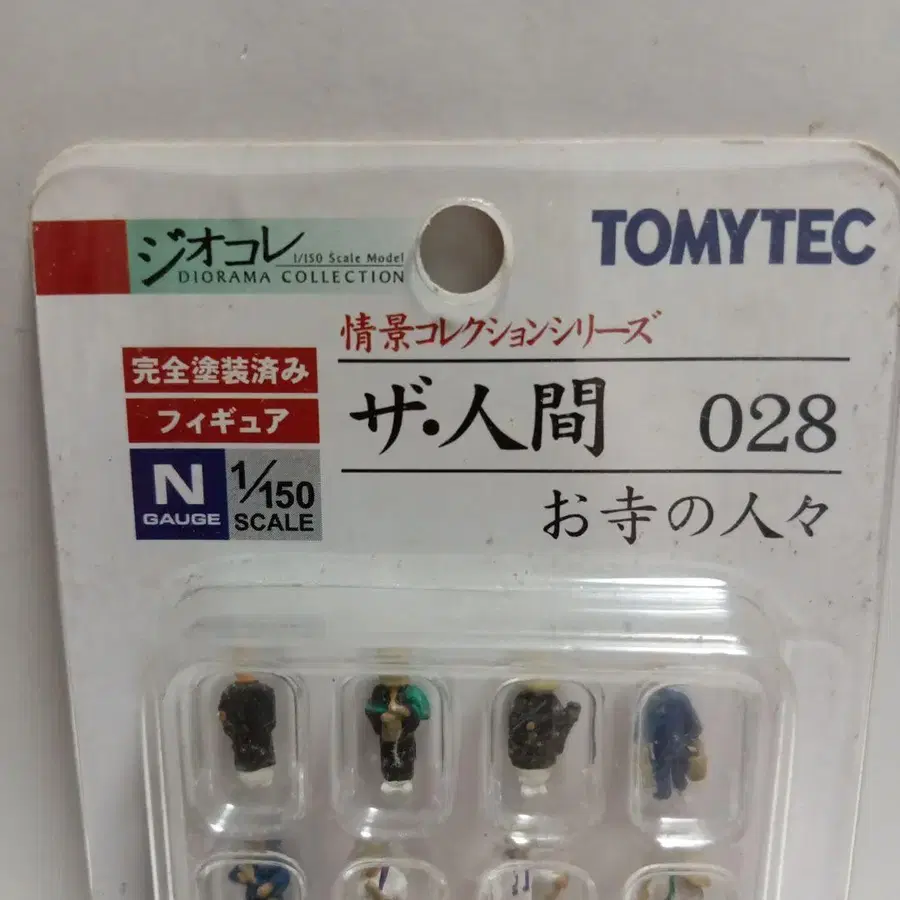 ジオコレ
1/150 Scale Model
DIORAMA COLLECTION
TOMYTEC
情景コレクションシリーズ
完全塗装済み
フィギュア
ザ・人間 028
N
GAUGE
1/150
SCALE
お寺の人々